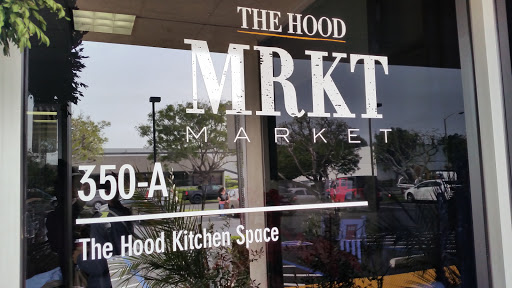 THE HOOD
MRKT
MARKET
350-A
The Hood Kitchen Space